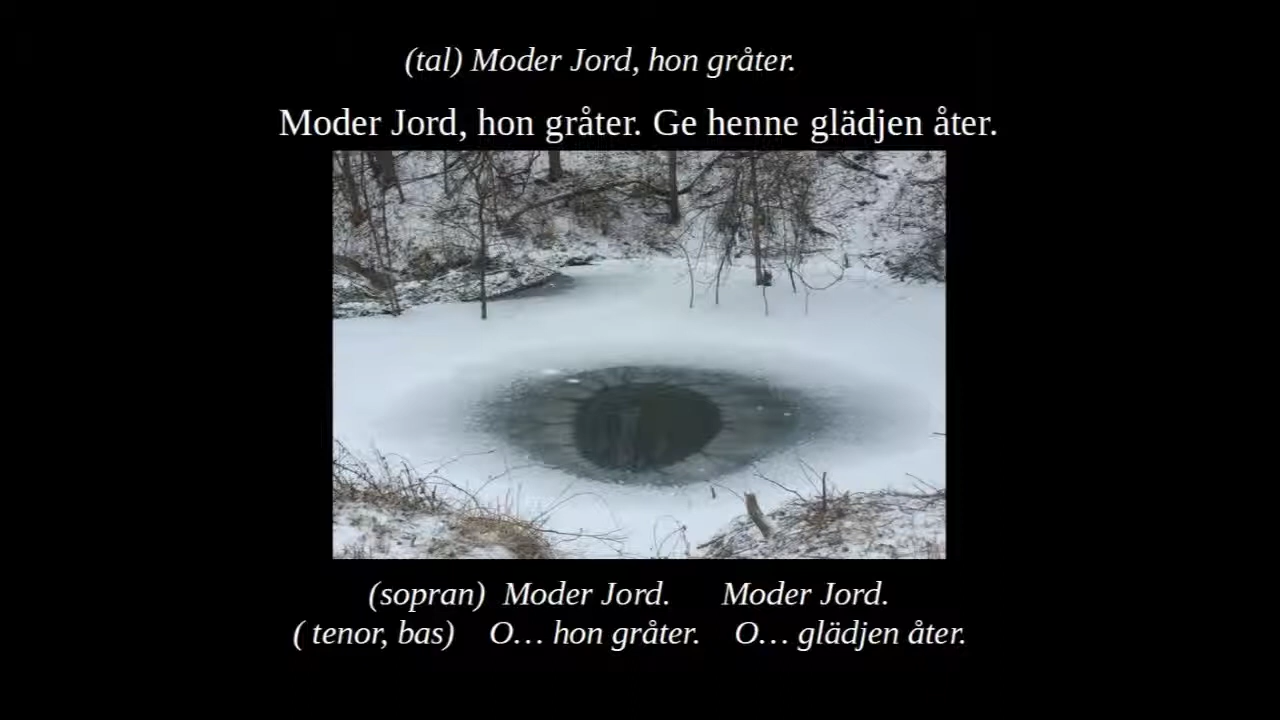 (tal) Moder Jord, hon gråter.
Moder Jord, hon gråter. Ge henne glädjen åter.
(sopran) Moder Jord. Moder Jord.
( tenor, bas) O… hon gråter. O… glädjen åter.